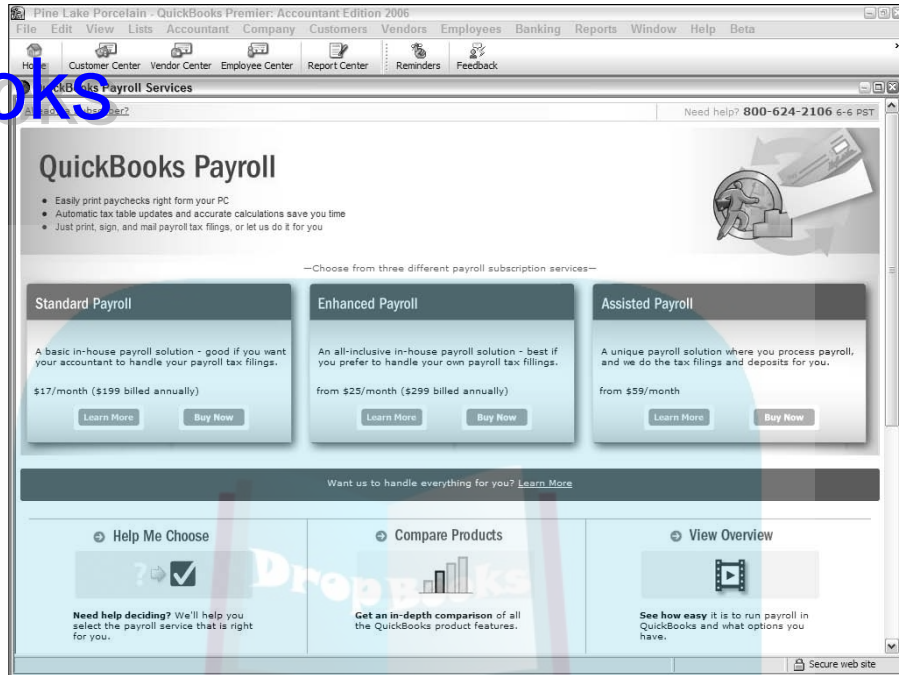 Pine Lake Porcelain - QuickBooks Premier: Accountant Edition 2006
File Edit View Lists Accountant Company Customers Vendors Employees Banking Reports Window Help Beta
Home Customer Center Vendor Center Employee Center Report Center Reminders Feedback
oks
QuickBooks Payroll Services
Need help? 800-624-2106 6-6 PST
QuickBooks Payroll
• Easily print paychecks right form your PC
• Automatic tax table updates and accurate calculations save you time
• Just print, sign, and mail payroll tax filings, or let us do it for you
—Choose from three different payroll subscription services—
Standard Payroll
A basic in-house payroll solution - good if you want
your accountant to handle your payroll tax filings.
$17/month ($199 billed annually)
Learn More Buy Now
Enhanced Payroll
An all-inclusive in-house payroll solution - best if
you prefer to handle your own payroll tax fillings.
from $25/month ($299 billed annually)
Learn More Buy Now
Assisted Payroll
A unique payroll solution where you process payroll,
and we do the tax filings and deposits for you.
from $59/month
Learn More Buy Now
Want us to handle everything for you? Learn More
Help Me Choose
Need help deciding? We'll help you
select the payroll service that is right
for you.
Compare Products
Get an in-depth comparison of all
the QuickBooks product features.
View Overview
See how easy it is to run payroll in
QuickBooks and what options you
have.
DropBooks
Secure web site